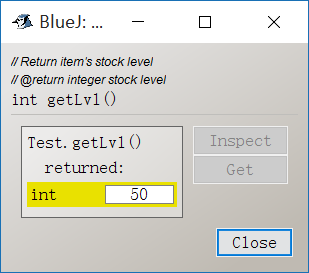 BlueJ: ...
// Return item's stock level
// @return integer stock level
int getLvl()
Test.getLvl()
returned:
int 50
Inspect
Get
Close